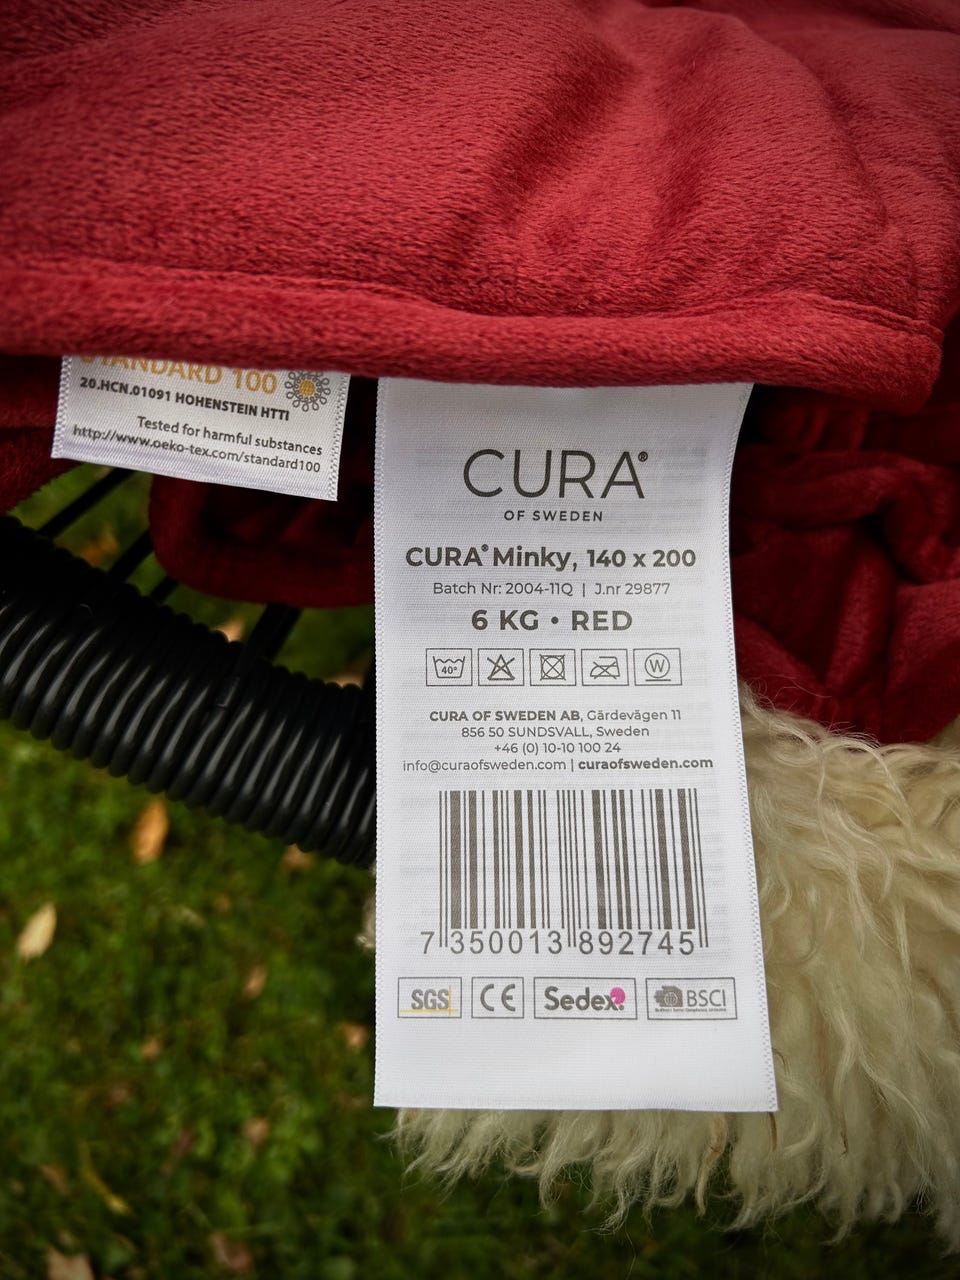 STANDARD 100
20.HCN.01091 HOHENSTEIN HTTI
Tested for harmful substances
http://www.oeko-tex.com/standard100
CURA®
OF SWEDEN
CURA® Minky, 140 x 200
Batch Nr: 2004-11Q | J.nr 29877
6 KG • RED
40°
W
CURA OF SWEDEN AB, Gärdevägen 11
856 50 SUNDSVALL, Sweden
+46 (0) 10-10 100 24
info@curaofsweden.com | curaofsweden.com
7 350013 892745
SGS CE Sedex BSCI